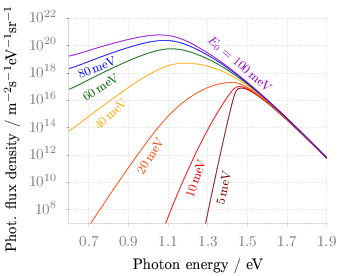 Phot. flux density / m⁻²s⁻¹eV⁻¹sr⁻¹
10²²
10²⁰
10¹⁸
10¹⁶
10¹⁴
10¹²
10¹⁰
10⁸
E₀ = 100 meV
80 meV
60 meV
40 meV
20 meV
10 meV
5 meV
0.7 0.9 1.1 1.3 1.5 1.7 1.9
Photon energy / eV